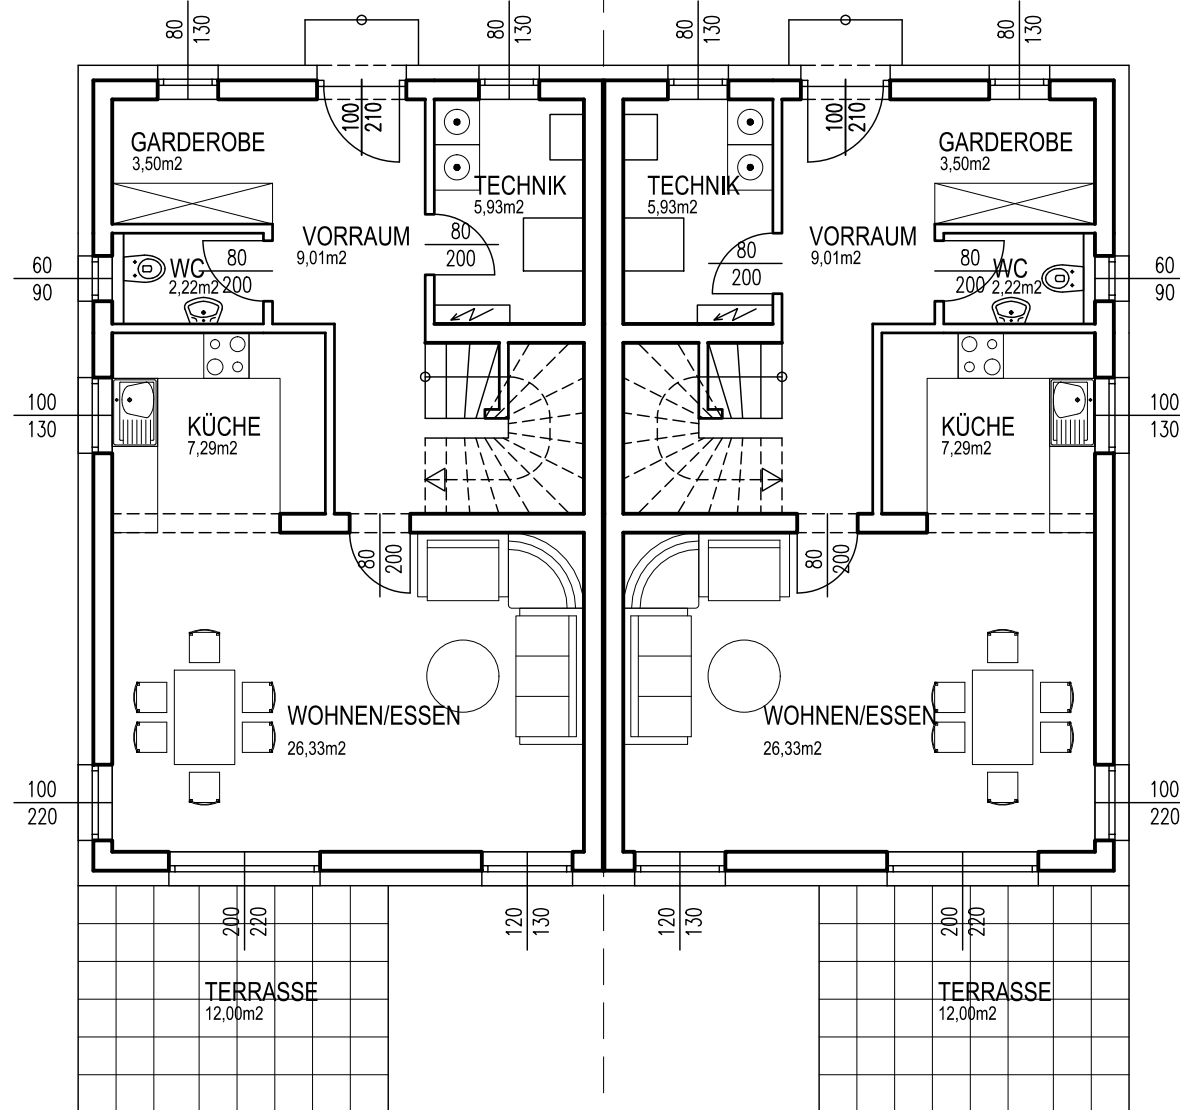 80
130
80
130
80
130
80
130
100
210
100
210
GARDEROBE
3,50m2
TECHNIK
5,93m2
TECHNIK
5,93m2
GARDEROBE
3,50m2
VORRAUM
9,01m2
VORRAUM
9,01m2
80
200
80
200
60
90
WC
2,22m2
80
200
80
200
WC
2,22m2
60
90
100
130
KÜCHE
7,29m2
KÜCHE
7,29m2
100
130
80
200
80
200
WOHNEN/ESSEN
26,33m2
WOHNEN/ESSEN
26,33m2
100
220
100
220
200
220
120
130
120
130
200
220
TERRASSE
12,00m2
TERRASSE
12,00m2